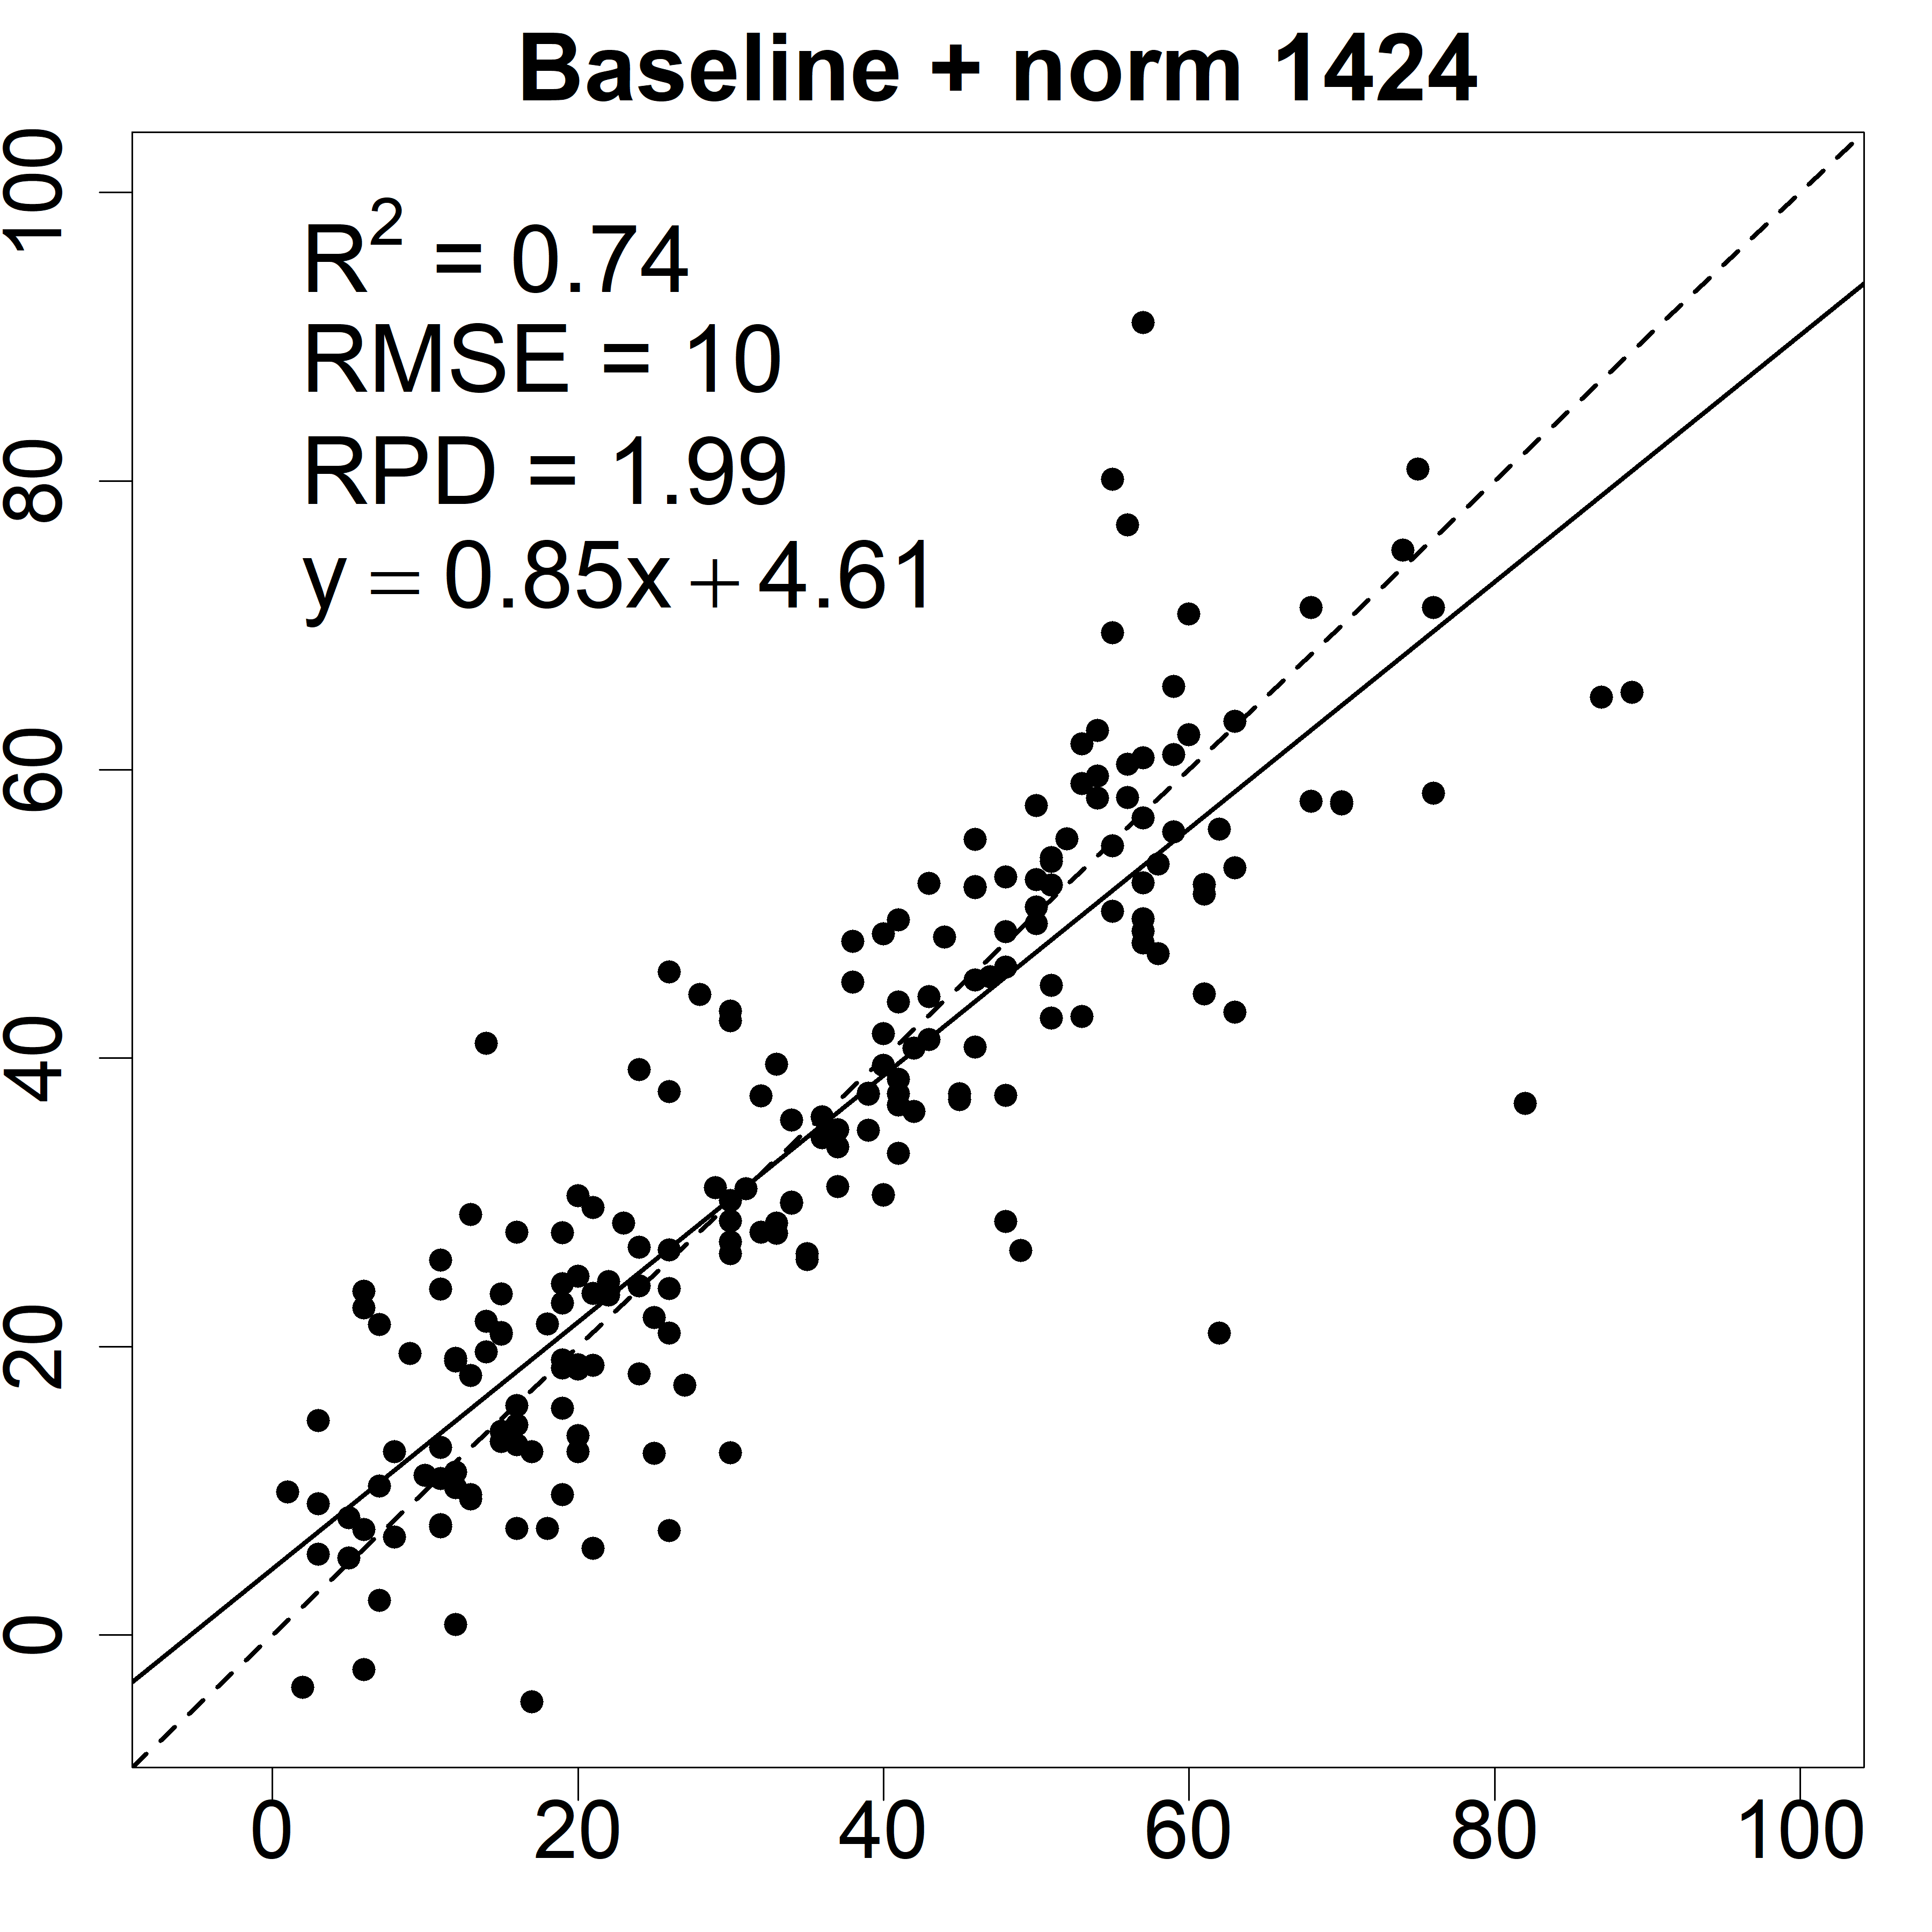 Baseline + norm 1424
R² = 0.74
RMSE = 10
RPD = 1.99
y = 0.85x + 4.61
100
80
60
40
20
0
0 20 40 60 80 100